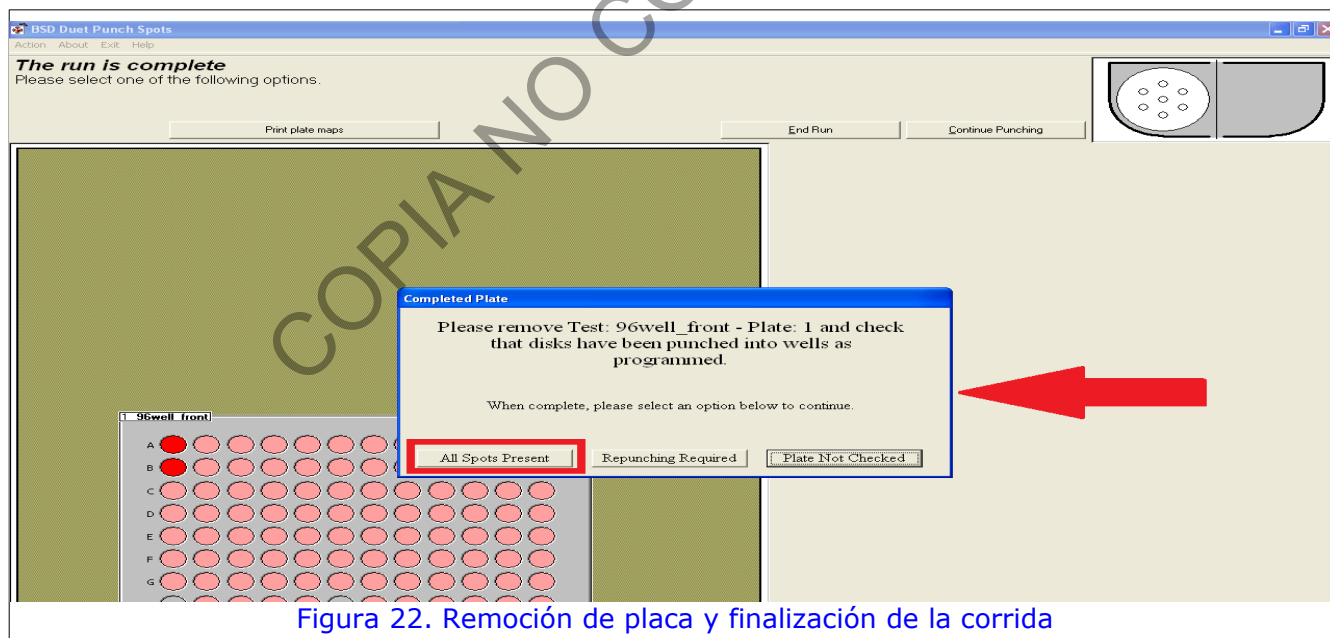 BSD Duet Punch Spots
Action About Exit Help
The run is complete
Please select one of the following options.
Print plate maps
End Run
Continue Punching
COPIA NO CO
Completed Plate
Please remove Test: 96well_front - Plate: 1 and check
that disks have been punched into wells as
programmed.
When complete, please select an option below to continue.
All Spots Present
Repunching Required
Plate Not Checked
1 96well_front
A
B
C
D
E
F
G
Figura 22. Remoción de placa y finalización de la corrida